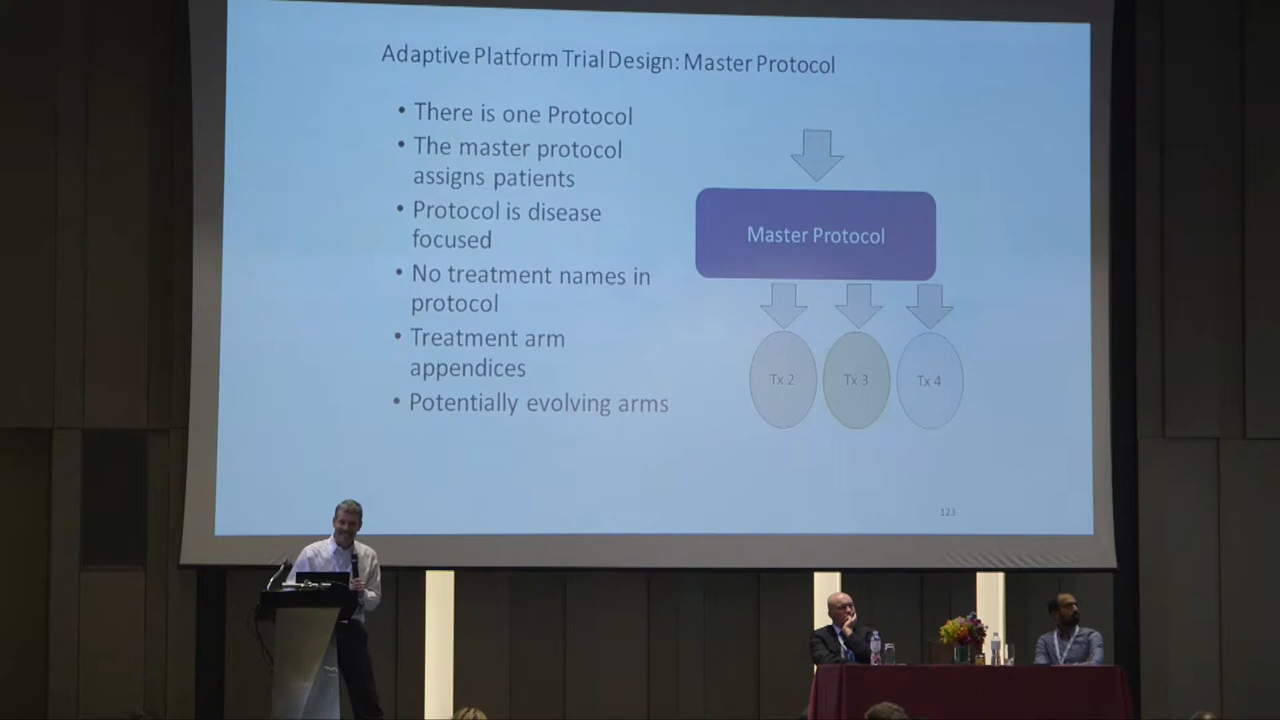 Adaptive Platform Trial Design: Master Protocol
• There is one Protocol
• The master protocol
assigns patients
• Protocol is disease
focused
• No treatment names in
protocol
• Treatment arm
appendices
• Potentially evolving arms
Master Protocol
Tx 2
Tx 3
Tx 4
123